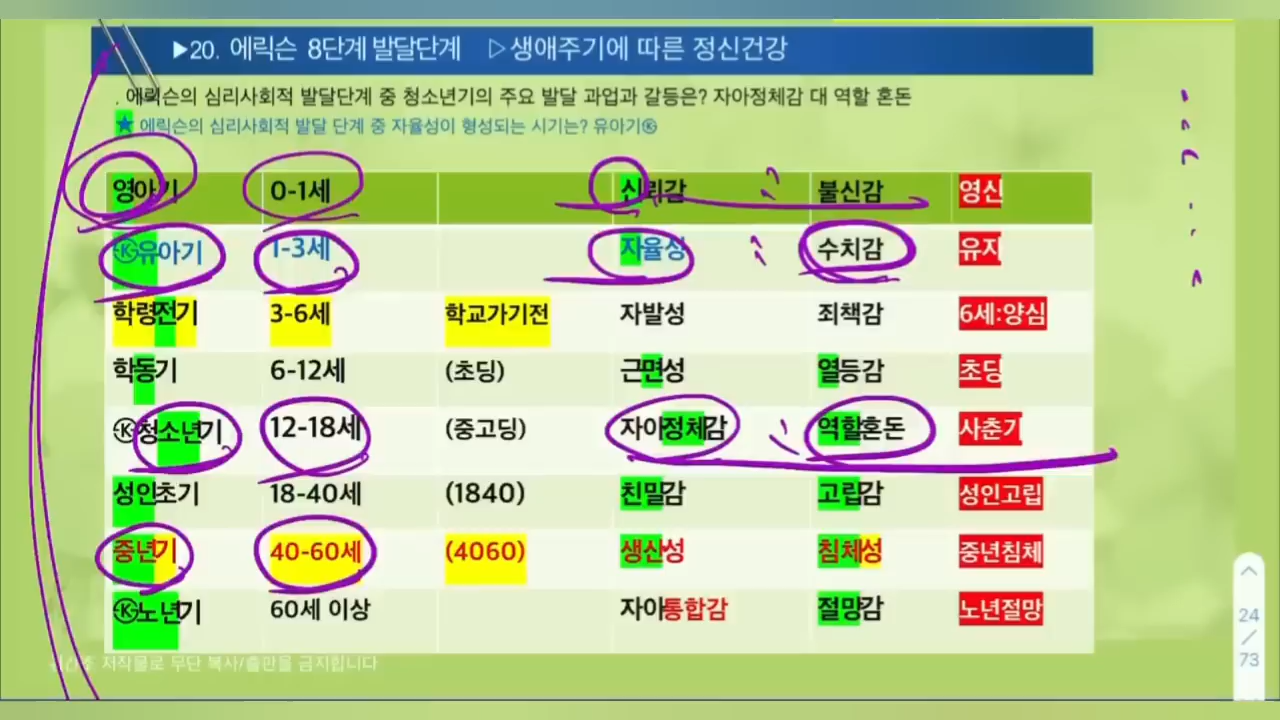 ▶20. 에릭슨 8단계 발달단계 ▷생애주기에 따른 정신건강
. 에릭슨의 심리사회적 발달단계 중 청소년기의 주요 발달 과업과 갈등은? 자아정체감 대 역할 혼돈
★ 에릭슨의 심리사회적 발달 단계 중 자율성이 형성되는 시기는? 유아기Ⓚ
영아기 0-1세 신뢰감 불신감 영신
Ⓚ유아기 1-3세 자율성 수치감 유자
학령전기 3-6세 학교가기전 자발성 죄책감 6세:양심
학동기 6-12세 (초딩) 근면성 열등감 초딩
Ⓚ청소년기 12-18세 (중고딩) 자아정체감 역할혼돈 사춘기
성인초기 18-40세 (1840) 친밀감 고립감 성인고립
중년기 40-60세 (4060) 생산성 침체성 중년침체
Ⓚ노년기 60세 이상 자아통합감 절망감 노년절망
저작물로 무단 복사/출판을 금지합니다
24
/
73